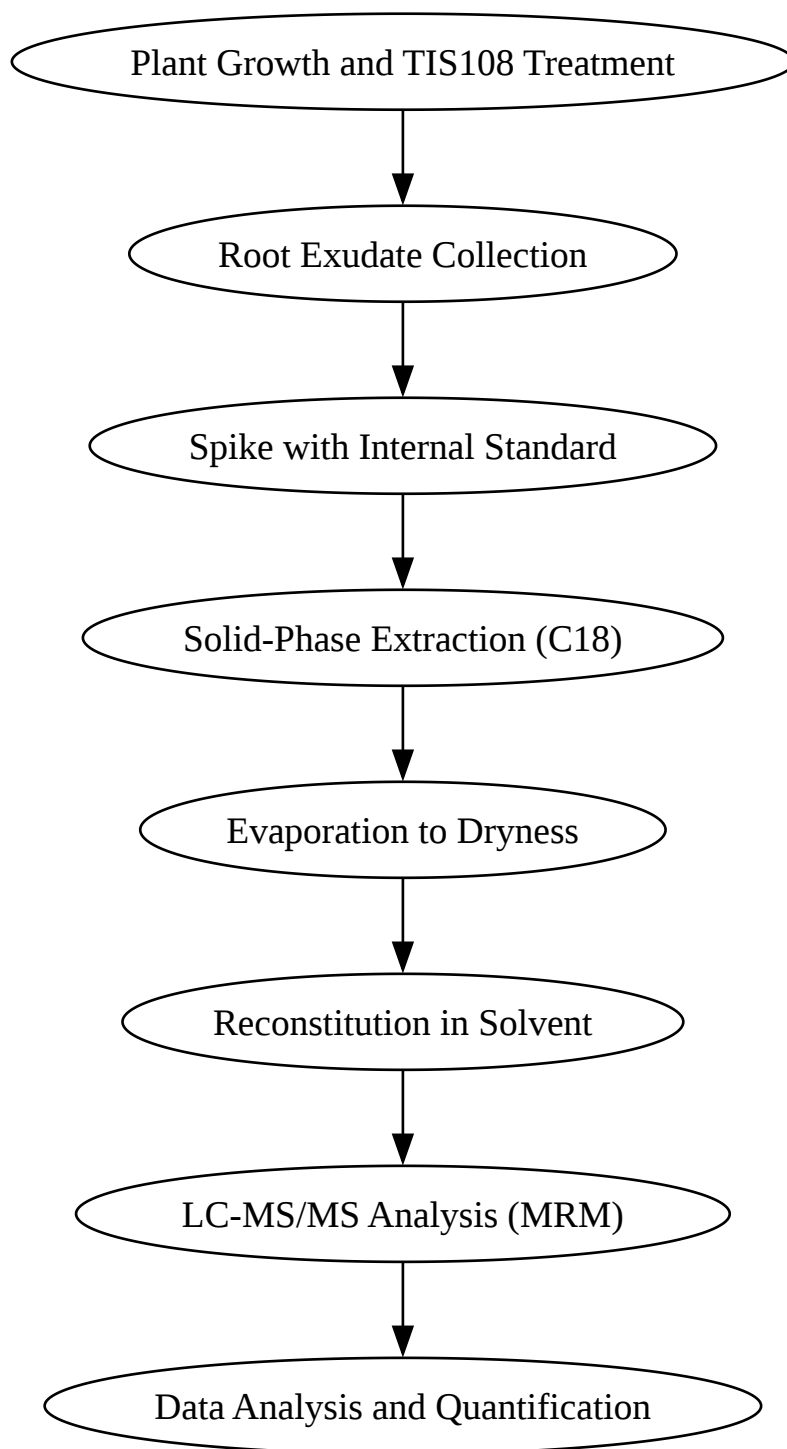 Plant Growth and TIS108 Treatment
Root Exudate Collection
Spike with Internal Standard
Solid-Phase Extraction (C18)
Evaporation to Dryness
Reconstitution in Solvent
LC-MS/MS Analysis (MRM)
Data Analysis and Quantification